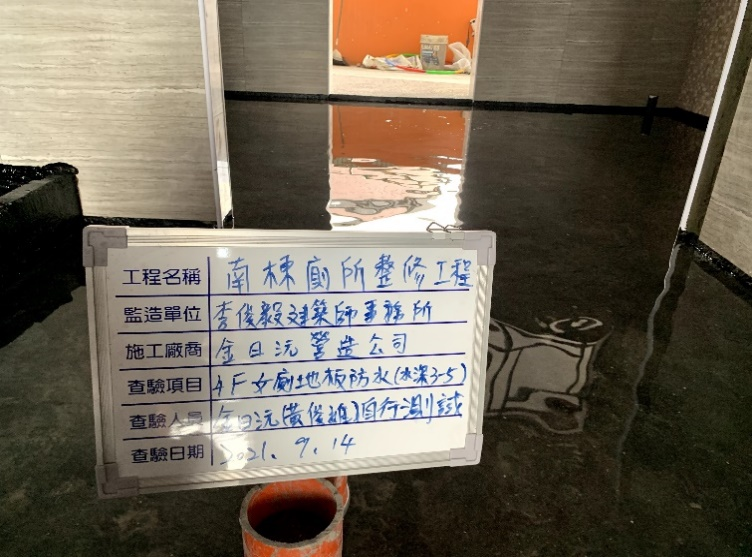 工程名稱 南棟廁所整修工程
監造單位 李俊毅建築師事務所
施工廠商 金日沅營造公司
查驗項目 4F女廁地板防水(水深3-5)
查驗人員 金日沅(黃俊雄)自行測試
查驗日期 2021. 9. 14